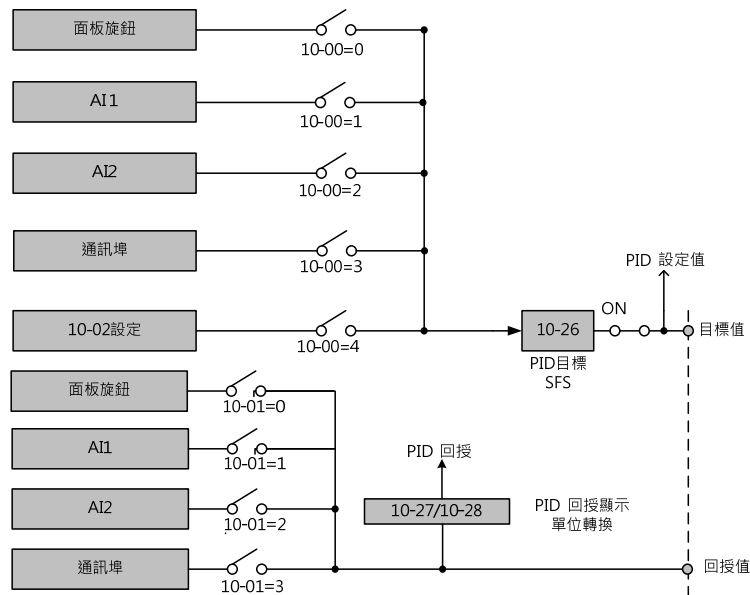 面板旋鈕
10-00=0
AI1
10-00=1
AI2
10-00=2
通訊埠
10-00=3
PID 設定值
10-02設定
10-00=4
10-26
ON
目標值
PID目標
SFS
面板旋鈕
10-01=0
AI1
10-01=1
PID 回授
AI2
10-01=2
10-27/10-28
PID 回授顯示
單位轉換
通訊埠
10-01=3
回授值